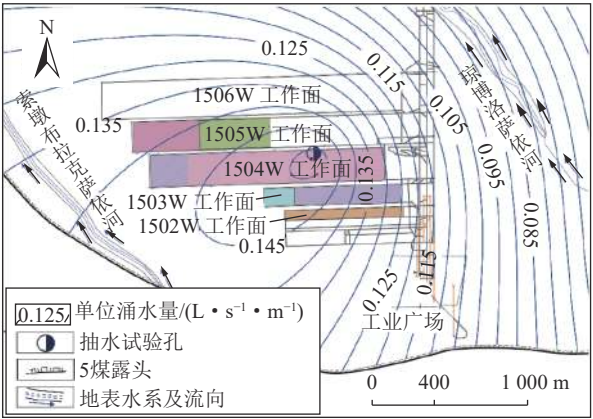 N
0.125
0.115
0.105
0.095
0.085
1506W 工作面
0.135
1505W 工作面
1504W 工作面
0.135
1503W 工作面
1502W 工作面
0.145
0.125
0.115
工业广场
索墩布拉克萨依河
琼博洛萨依河
0.125 单位涌水量/(L·s⁻¹·m⁻¹)
抽水试验孔
5煤露头
地表水系及流向
0 400 1 000 m